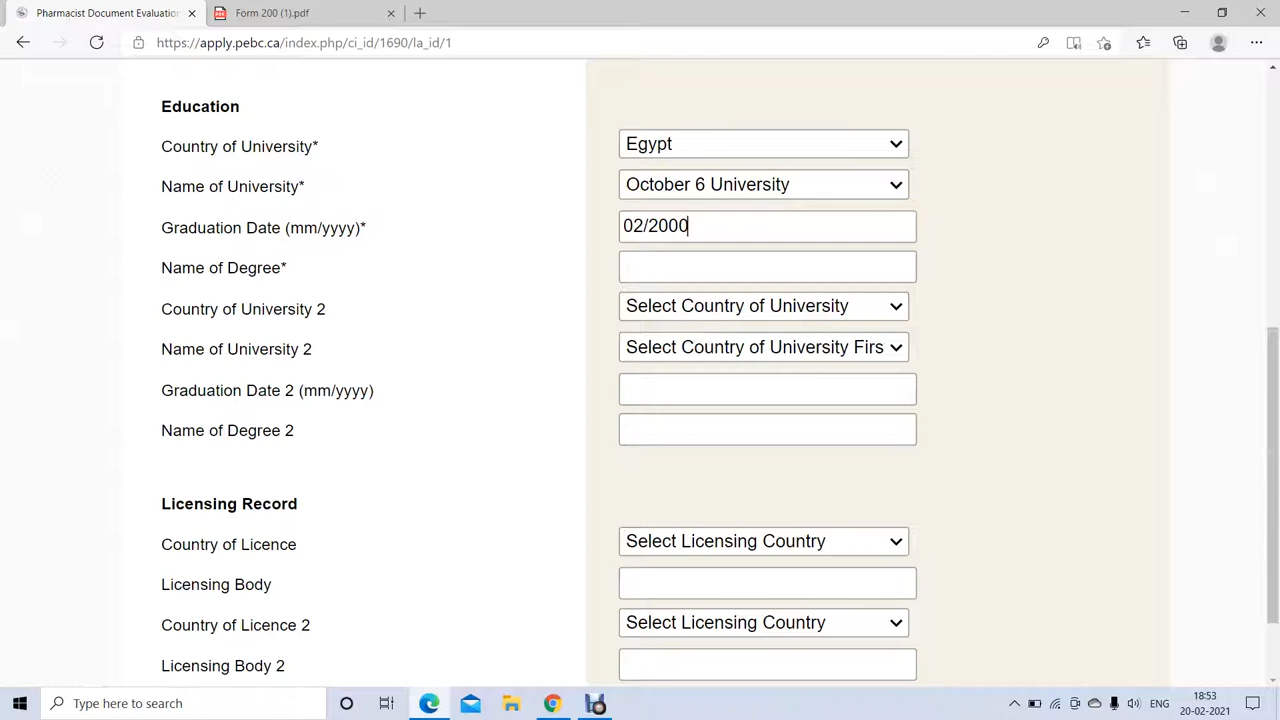 Pharmacist Document Evaluation
Form 200 (1).pdf
https://apply.pebc.ca/index.php/ci_id/1690/la_id/1
Education
Country of University* Egypt
Name of University* October 6 University
Graduation Date (mm/yyyy)* 02/2000
Name of Degree*
Country of University 2 Select Country of University
Name of University 2 Select Country of University Firs
Graduation Date 2 (mm/yyyy)
Name of Degree 2
Licensing Record
Country of Licence Select Licensing Country
Licensing Body
Country of Licence 2 Select Licensing Country
Licensing Body 2
Type here to search
ENG
18:53
20-02-2021